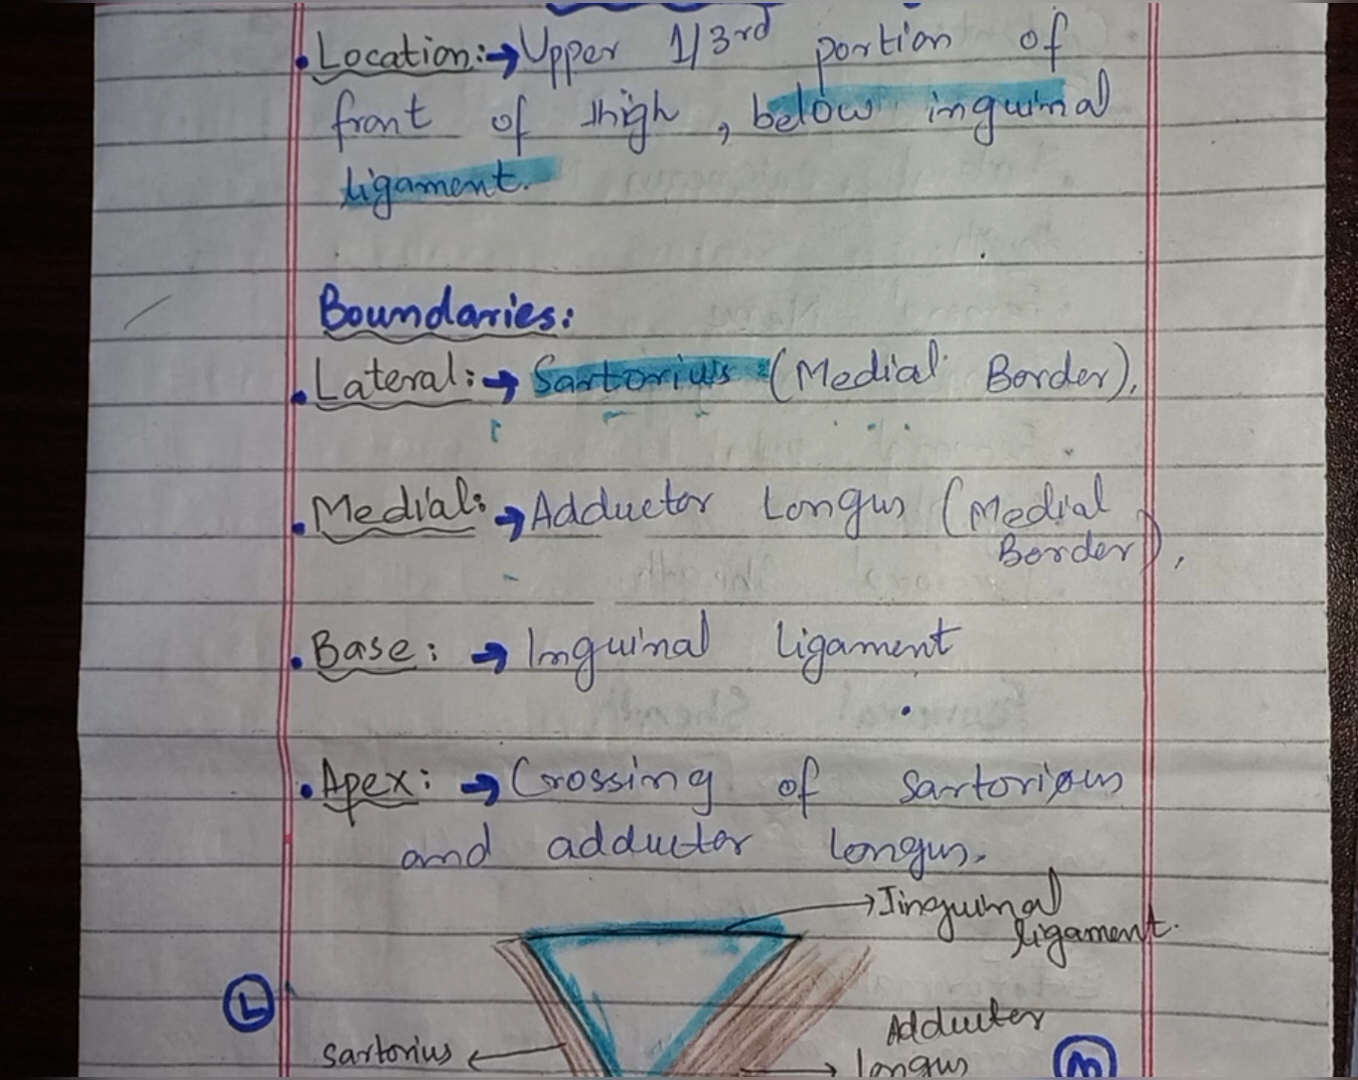 • Location:→Upper 1/3rd portion of
front of thigh, below inguinal
ligament.
Boundaries:
• Lateral:→ Sartorius (Medial Border),
• Medial:→ Adductor Longus (Medial
Border),
• Base:→ Inguinal ligament
• Apex:→ Crossing of sartorious
and adductor longus.
→Iinguinal
ligament.
L
Adductor
sartorius ←
→ longus
M